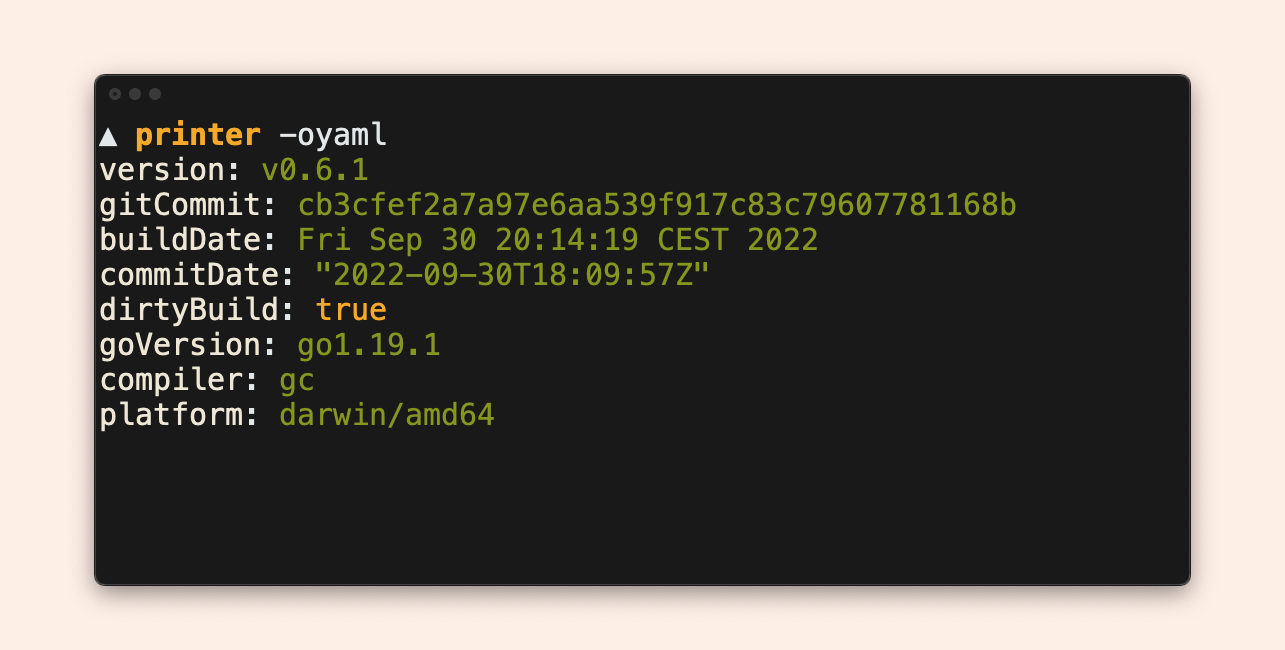 ▲ printer -oyaml
version: v0.6.1
gitCommit: cb3cfef2a7a97e6aa539f917c83c79607781168b
buildDate: Fri Sep 30 20:14:19 CEST 2022
commitDate: "2022-09-30T18:09:57Z"
dirtyBuild: true
goVersion: go1.19.1
compiler: gc
platform: darwin/amd64